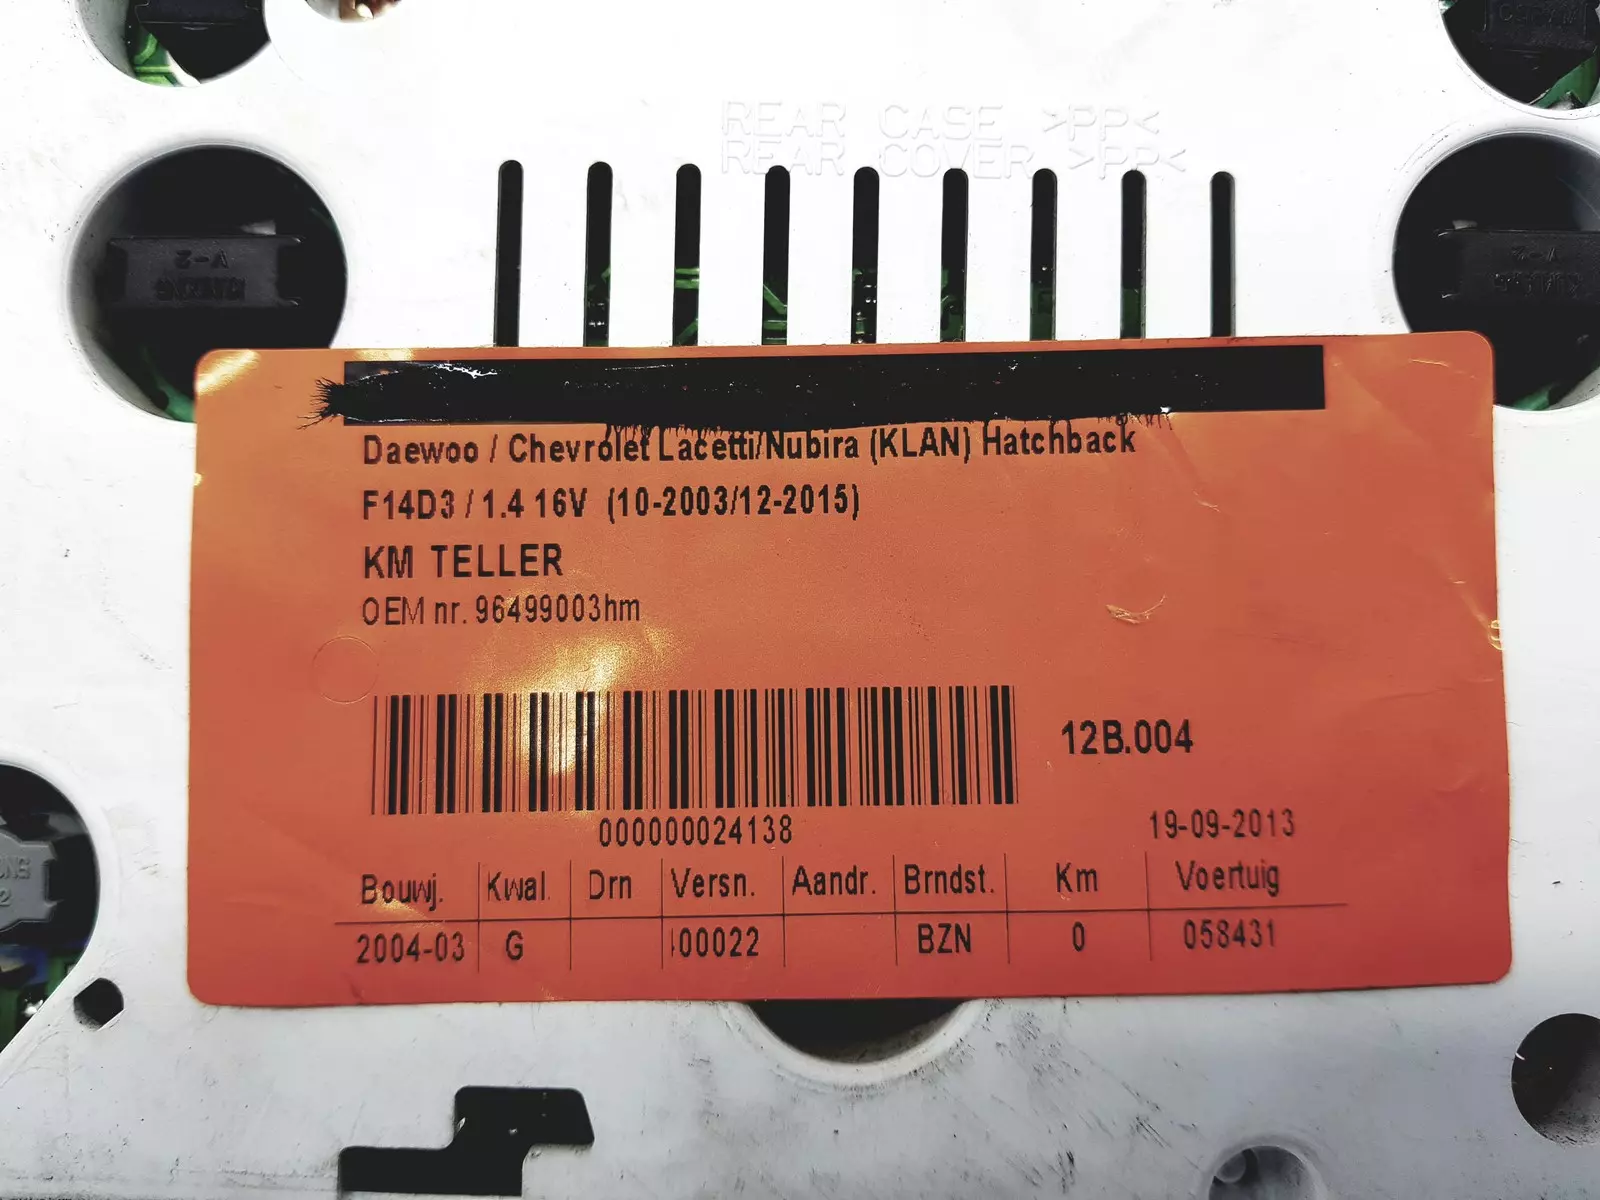 REAR CASE >PP<
REAR COVER >PP<
V-2
V-2
Daewoo / Chevrolet Lacetti/Nubira (KLAN) Hatchback
F14D3 / 1.4 16V (10-2003/12-2015)
KM TELLER
OEM nr. 96499003hm
12B.004
000000024138
19-09-2013
Bouwj. Kwal. Drn Versn. Aandr. Brndst. Km Voertuig
2004-03 G 00022 BZN 0 058431